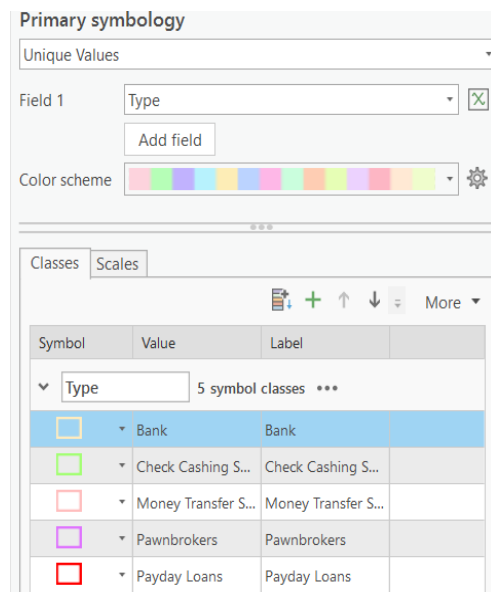 Primary symbology
Unique Values
Field 1 Type
Add field
Color scheme
Classes Scales
More
Symbol Value Label
Type 5 symbol classes •••
Bank Bank
Check Cashing S... Check Cashing S...
Money Transfer S... Money Transfer S...
Pawnbrokers Pawnbrokers
Payday Loans Payday Loans